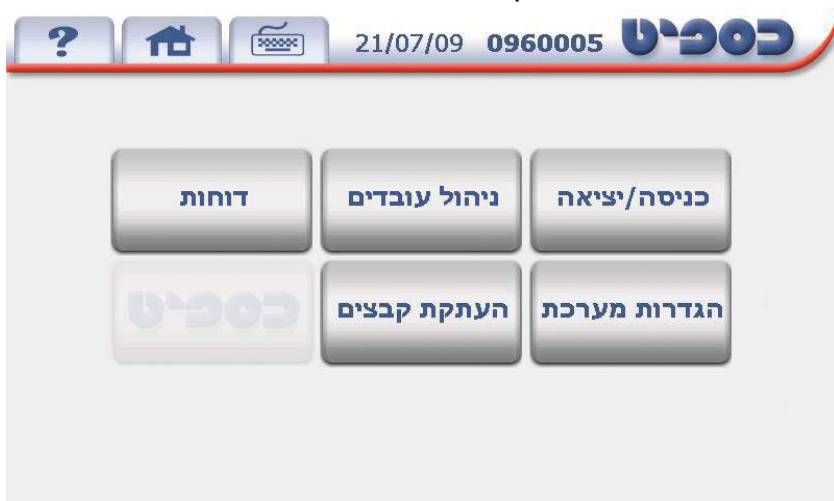 כספיט 0960005 21/07/09 ?
כניסה/יציאה ניהול עובדים דוחות
הגדרות מערכת העתקת קבצים כספיט